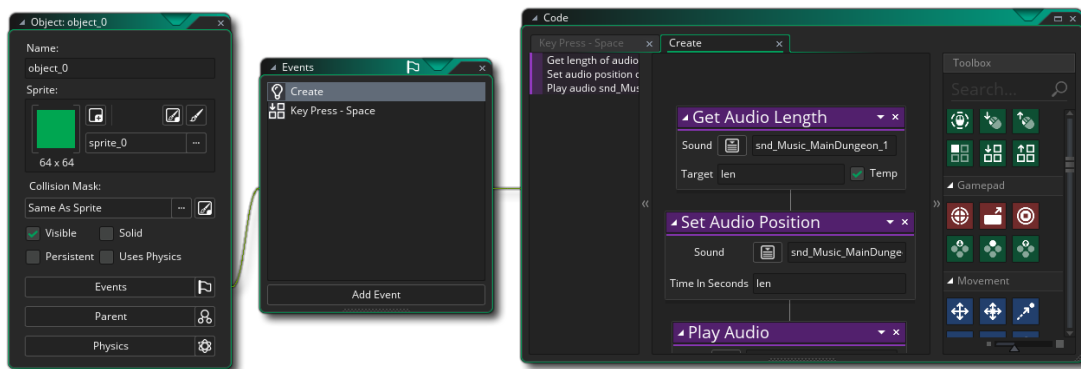 Object: object_0
Name:
object_0
Sprite:
sprite_0
64 x 64
Collision Mask:
Same As Sprite
Visible
Solid
Persistent
Uses Physics
Events
Parent
Physics
Events
Create
Key Press - Space
Add Event
Code
Key Press - Space
Create
Get length of audio
Set audio position o
Play audio snd_Mus
Get Audio Length
Sound
snd_Music_MainDungeon_1
Target
len
Temp
Set Audio Position
Sound
snd_Music_MainDunge
Time In Seconds
len
Play Audio
Toolbox
Search...
Gamepad
Movement